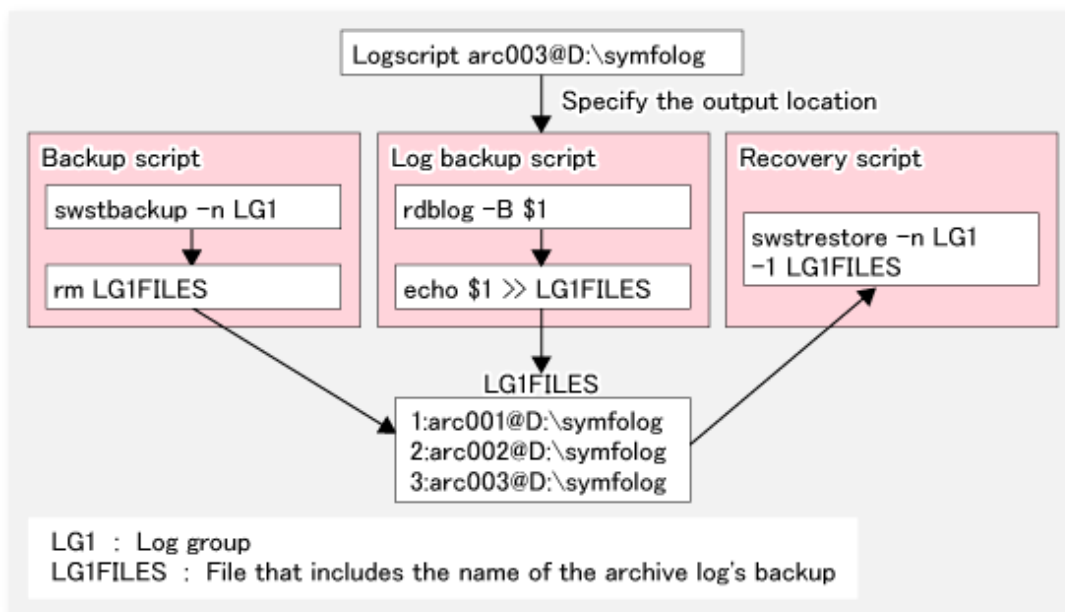 Logscript arc003@D:\symfolog
Specify the output location
Backup script
swstbackup -n LG1
rm LG1FILES
Log backup script
rdblog -B $1
echo $1 >> LG1FILES
Recovery script
swstrestore -n LG1
-1 LG1FILES
LG1FILES
1:arc001@D:\symfolog
2:arc002@D:\symfolog
3:arc003@D:\symfolog
LG1 : Log group
LG1FILES : File that includes the name of the archive log's backup